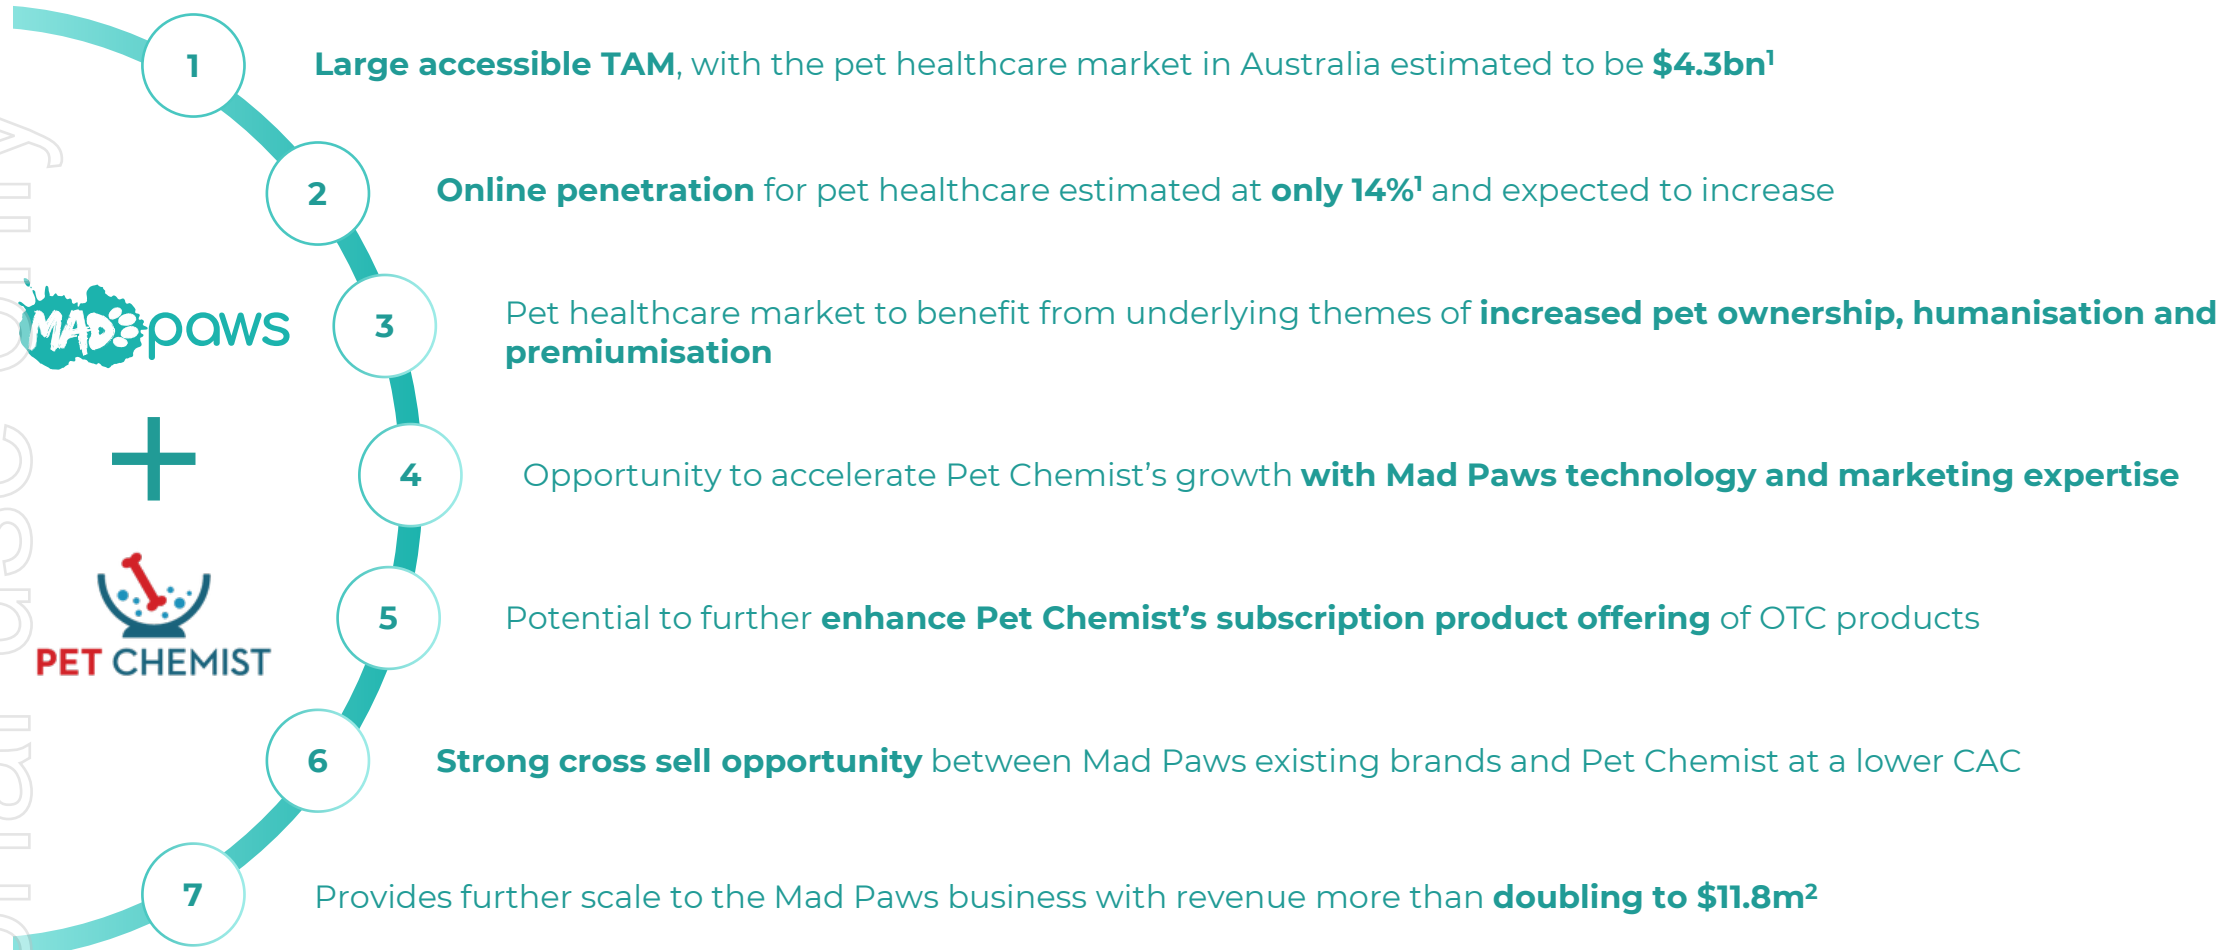 1
Large accessible TAM, with the pet healthcare market in Australia estimated to be $4.3bn¹
2
Online penetration for pet healthcare estimated at only 14%¹ and expected to increase
MAD paws
3
Pet healthcare market to benefit from underlying themes of increased pet ownership, humanisation and
premiumisation
+
4
Opportunity to accelerate Pet Chemist’s growth with Mad Paws technology and marketing expertise
5
Potential to further enhance Pet Chemist’s subscription product offering of OTC products
PET CHEMIST
6
Strong cross sell opportunity between Mad Paws existing brands and Pet Chemist at a lower CAC
7
Provides further scale to the Mad Paws business with revenue more than doubling to $11.8m²